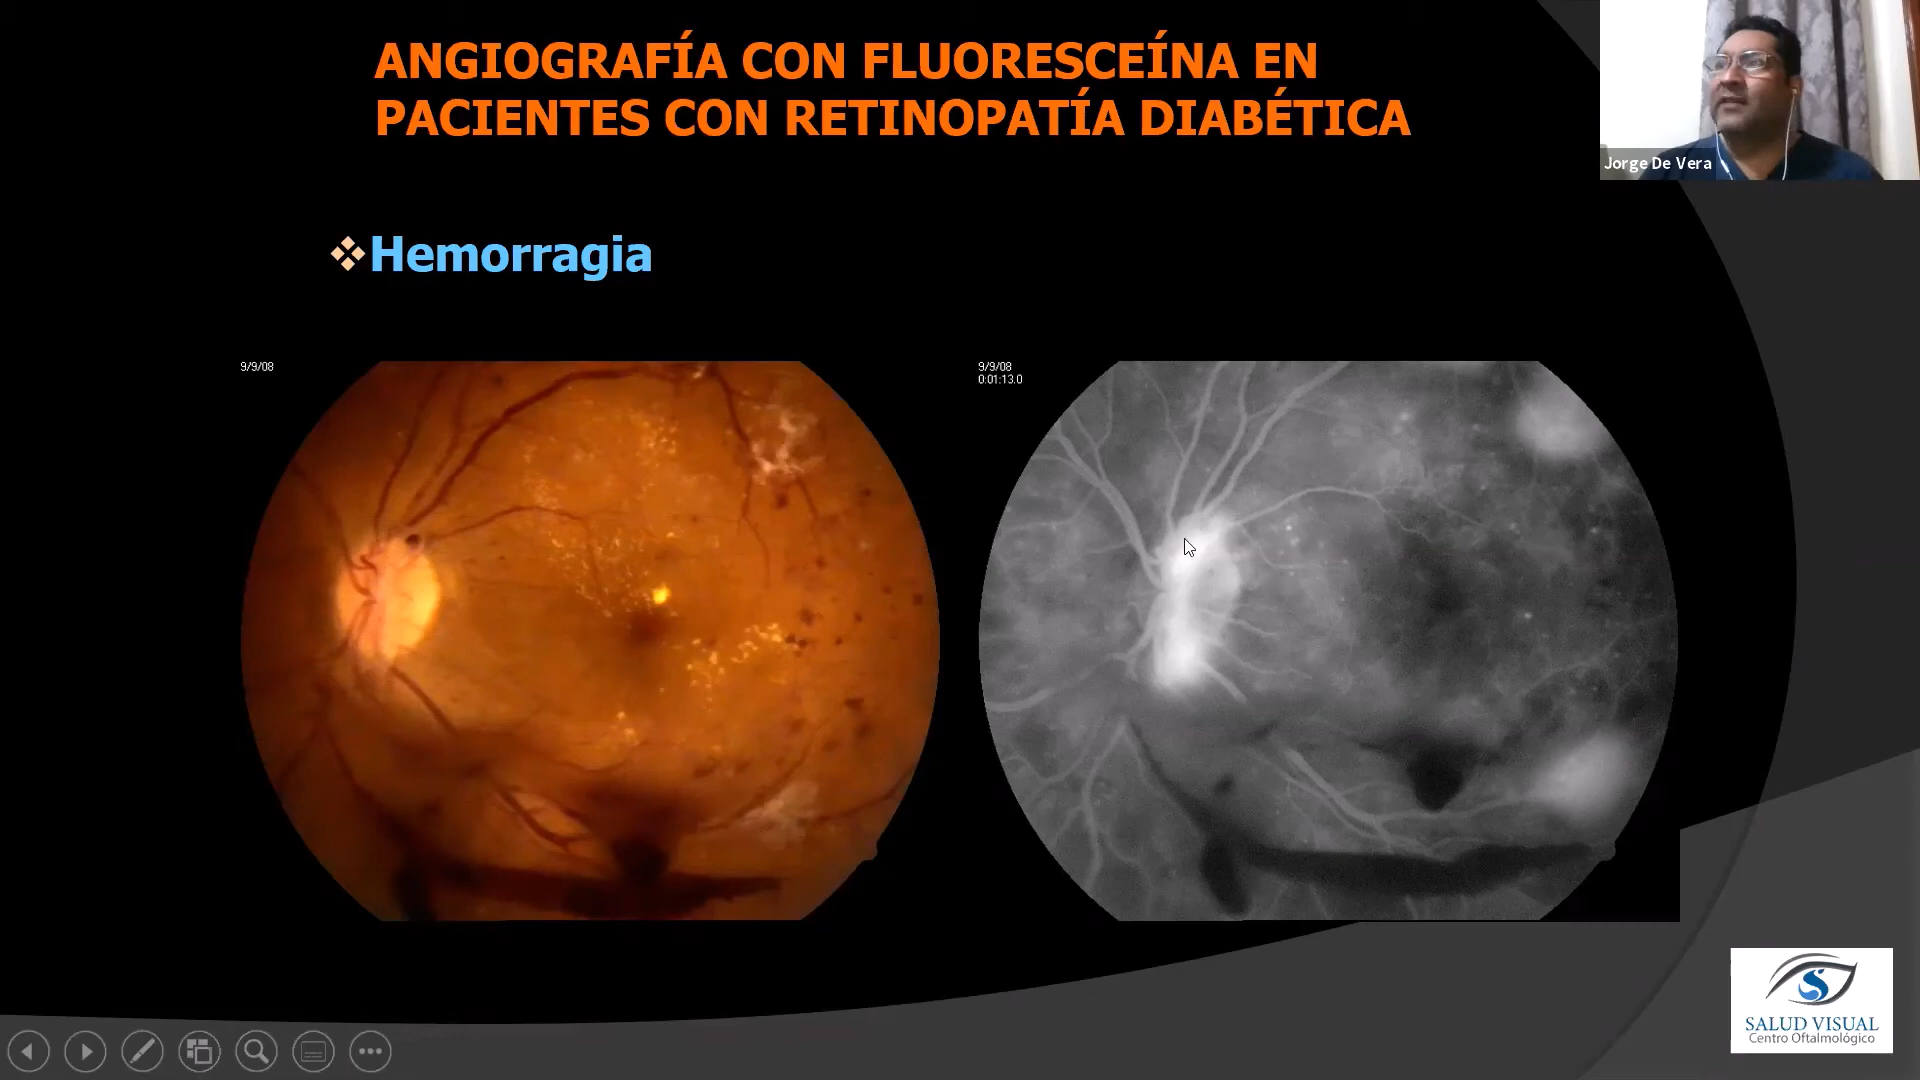 ANGIOGRAFÍA CON FLUORESCEÍNA EN
PACIENTES CON RETINOPATÍA DIABÉTICA
Jorge De Vera
❖Hemorragia
9/9/08
9/9/08
0:01:13.0
SALUD VISUAL
Centro Oftalmológico